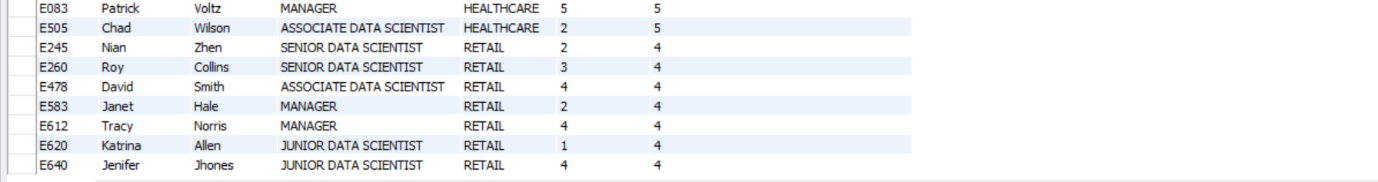 E083 Patrick Voltz MANAGER HEALTHCARE 5 5
E505 Chad Wilson ASSOCIATE DATA SCIENTIST HEALTHCARE 2 5
E245 Nian Zhen SENIOR DATA SCIENTIST RETAIL 2 4
E260 Roy Collins SENIOR DATA SCIENTIST RETAIL 3 4
E478 David Smith ASSOCIATE DATA SCIENTIST RETAIL 4 4
E583 Janet Hale MANAGER RETAIL 2 4
E612 Tracy Norris MANAGER RETAIL 4 4
E620 Katrina Allen JUNIOR DATA SCIENTIST RETAIL 1 4
E640 Jenifer Jhones JUNIOR DATA SCIENTIST RETAIL 4 4